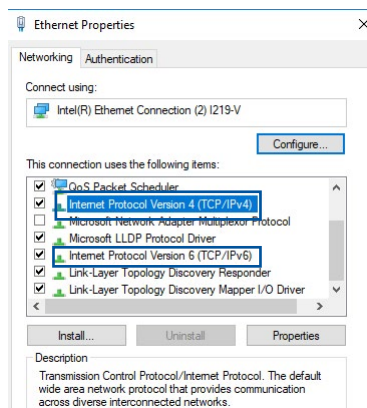 Ethernet Properties
Networking Authentication
Connect using:
Intel(R) Ethernet Connection (2) I219-V
Configure...
This connection uses the following items:
QoS Packet Scheduler
Internet Protocol Version 4 (TCP/IPv4)
Microsoft Network Adapter Multiplexor Protocol
Microsoft LLDP Protocol Driver
Internet Protocol Version 6 (TCP/IPv6)
Link-Layer Topology Discovery Responder
Link-Layer Topology Discovery Mapper I/O Driver
Install... Uninstall Properties
Description
Transmission Control Protocol/Internet Protocol. The default
wide area network protocol that provides communication
across diverse interconnected networks.